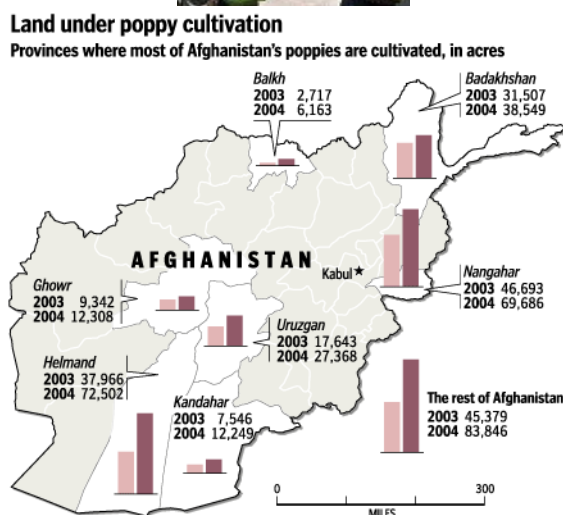 Land under poppy cultivation
Provinces where most of Afghanistan's poppies are cultivated, in acres
Balkh
2003 2,717
2004 6,163
Badakhshan
2003 31,507
2004 38,549
AFGHANISTAN
Kabul
Nangahar
2003 46,693
2004 69,686
Ghowr
2003 9,342
2004 12,308
Uruzgan
2003 17,643
2004 27,368
Helmand
2003 37,966
2004 72,502
Kandahar
2003 7,546
2004 12,249
The rest of Afghanistan
2003 45,379
2004 83,846
0 300
MILES